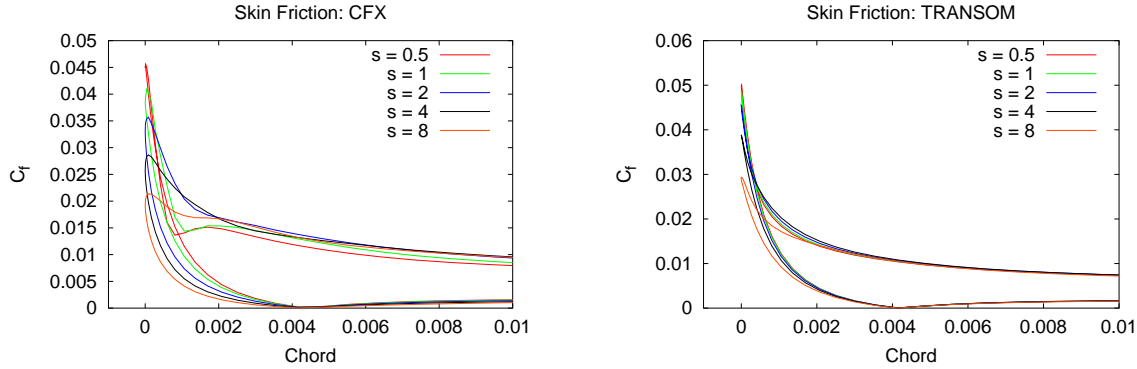 Skin Friction: CFX
0.05
0.045
0.04
0.035
0.03
0.025
0.02
0.015
0.01
0.005
0
C_f
s = 0.5
s = 1
s = 2
s = 4
s = 8
0 0.002 0.004 0.006 0.008 0.01
Chord
Skin Friction: TRANSOM
0.06
0.05
0.04
0.03
0.02
0.01
0
C_f
s = 0.5
s = 1
s = 2
s = 4
s = 8
0 0.002 0.004 0.006 0.008 0.01
Chord